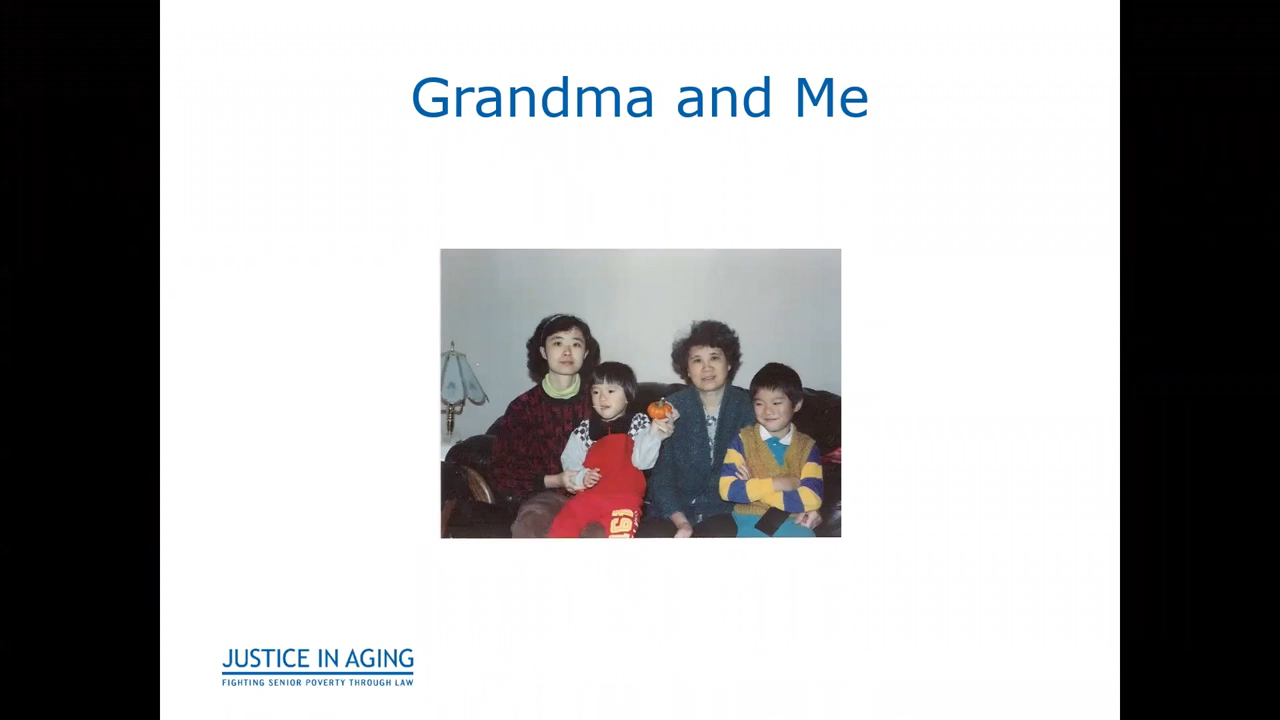 Grandma and Me
JUSTICE IN AGING
FIGHTING SENIOR POVERTY THROUGH LAW